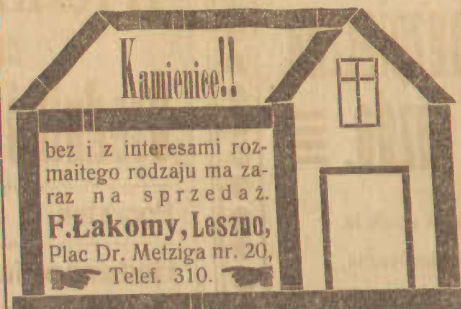 Kamienice!!
bez i z interesami roz-
maitego rodzaju ma za-
raz na sprzedaż.
F.Łakomy, Leszno,
Plac Dr. Metziga nr. 20,
Telef. 310.